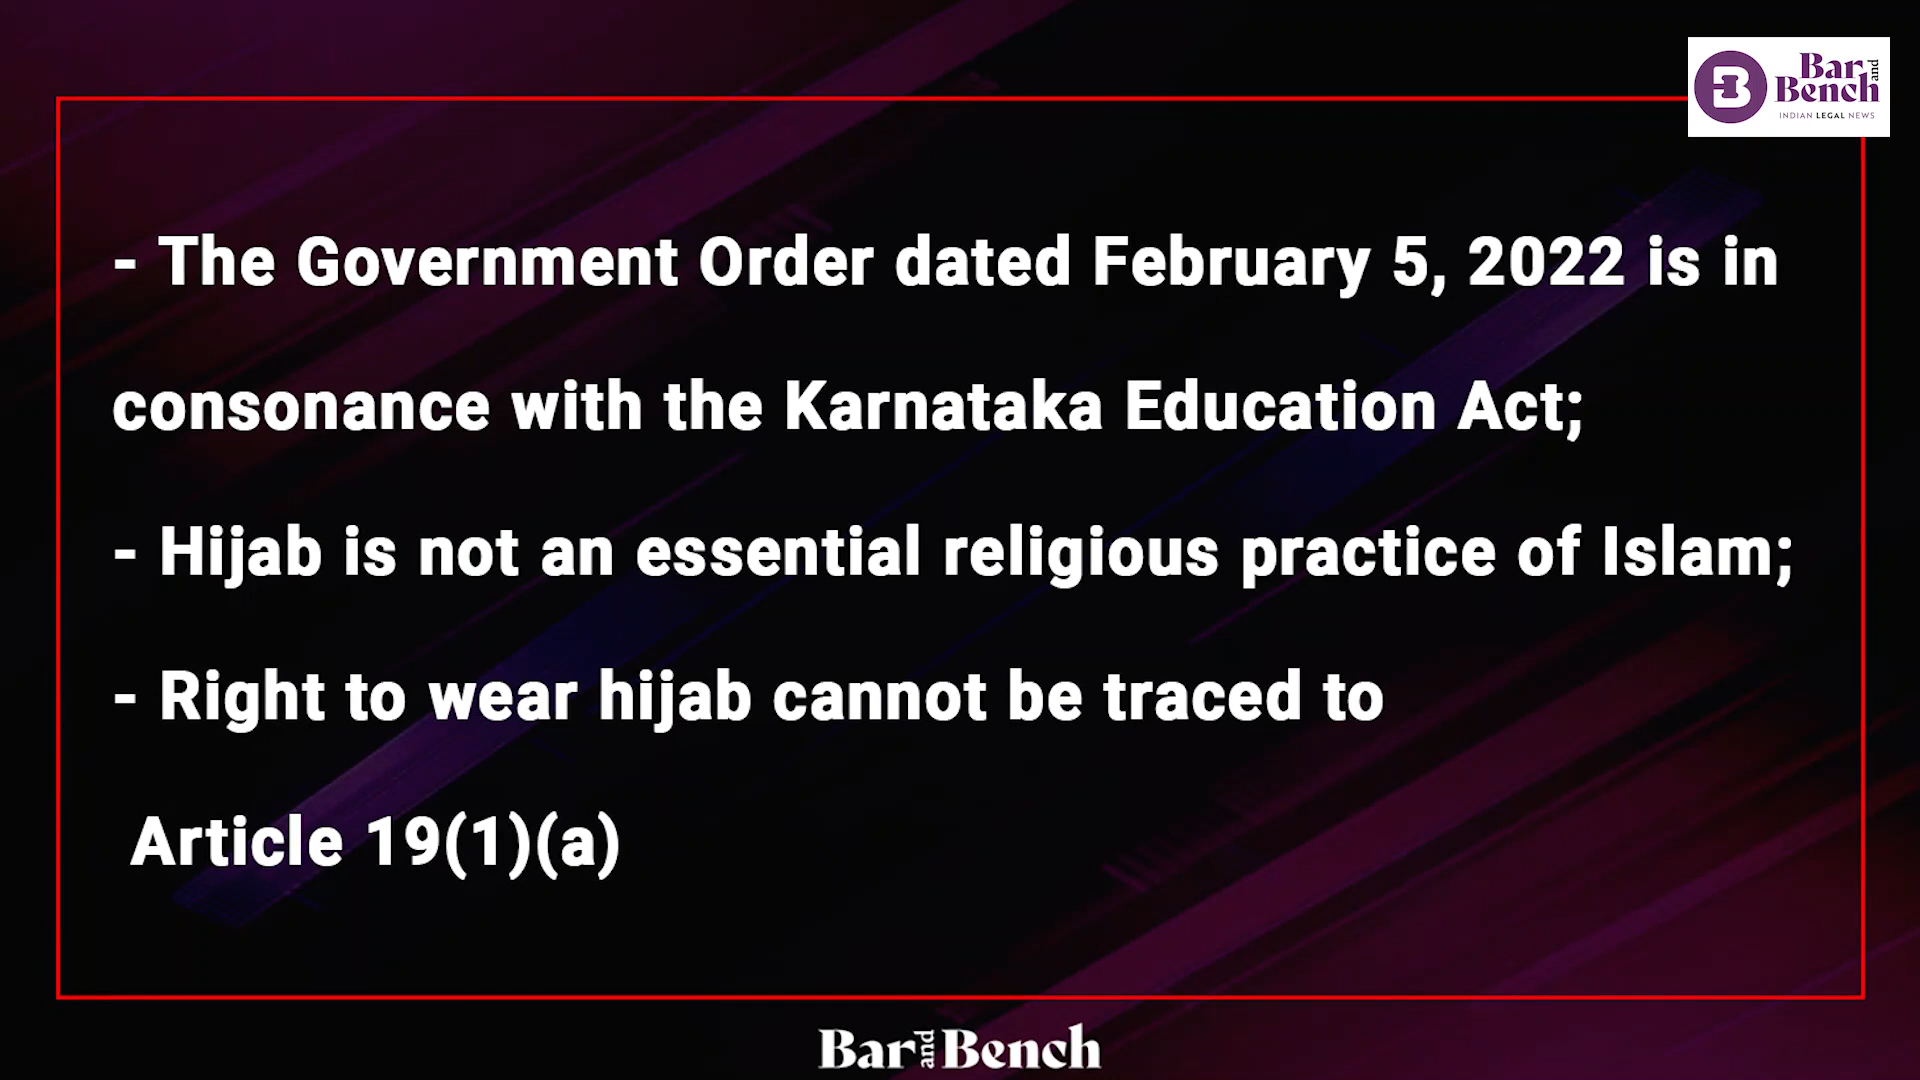 Bar and Bench
INDIAN LEGAL NEWS
- The Government Order dated February 5, 2022 is in
consonance with the Karnataka Education Act;
- Hijab is not an essential religious practice of Islam;
- Right to wear hijab cannot be traced to
Article 19(1)(a)
Bar and Bench